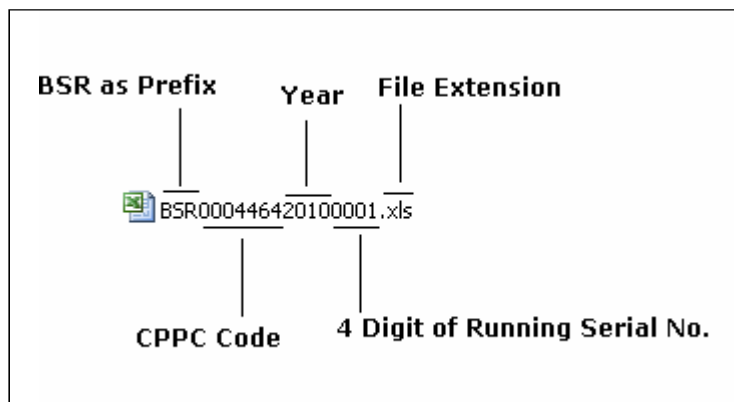 BSR as Prefix
Year
File Extension
BSR000446420100001.xls
CPPC Code
4 Digit of Running Serial No.